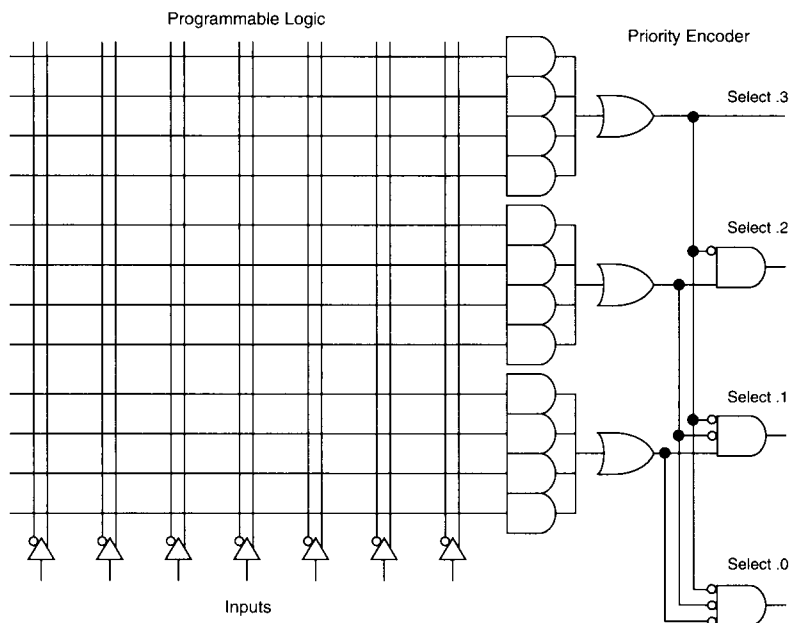 Programmable Logic
Priority Encoder
Select .3
Select .2
Select .1
Select .0
Inputs